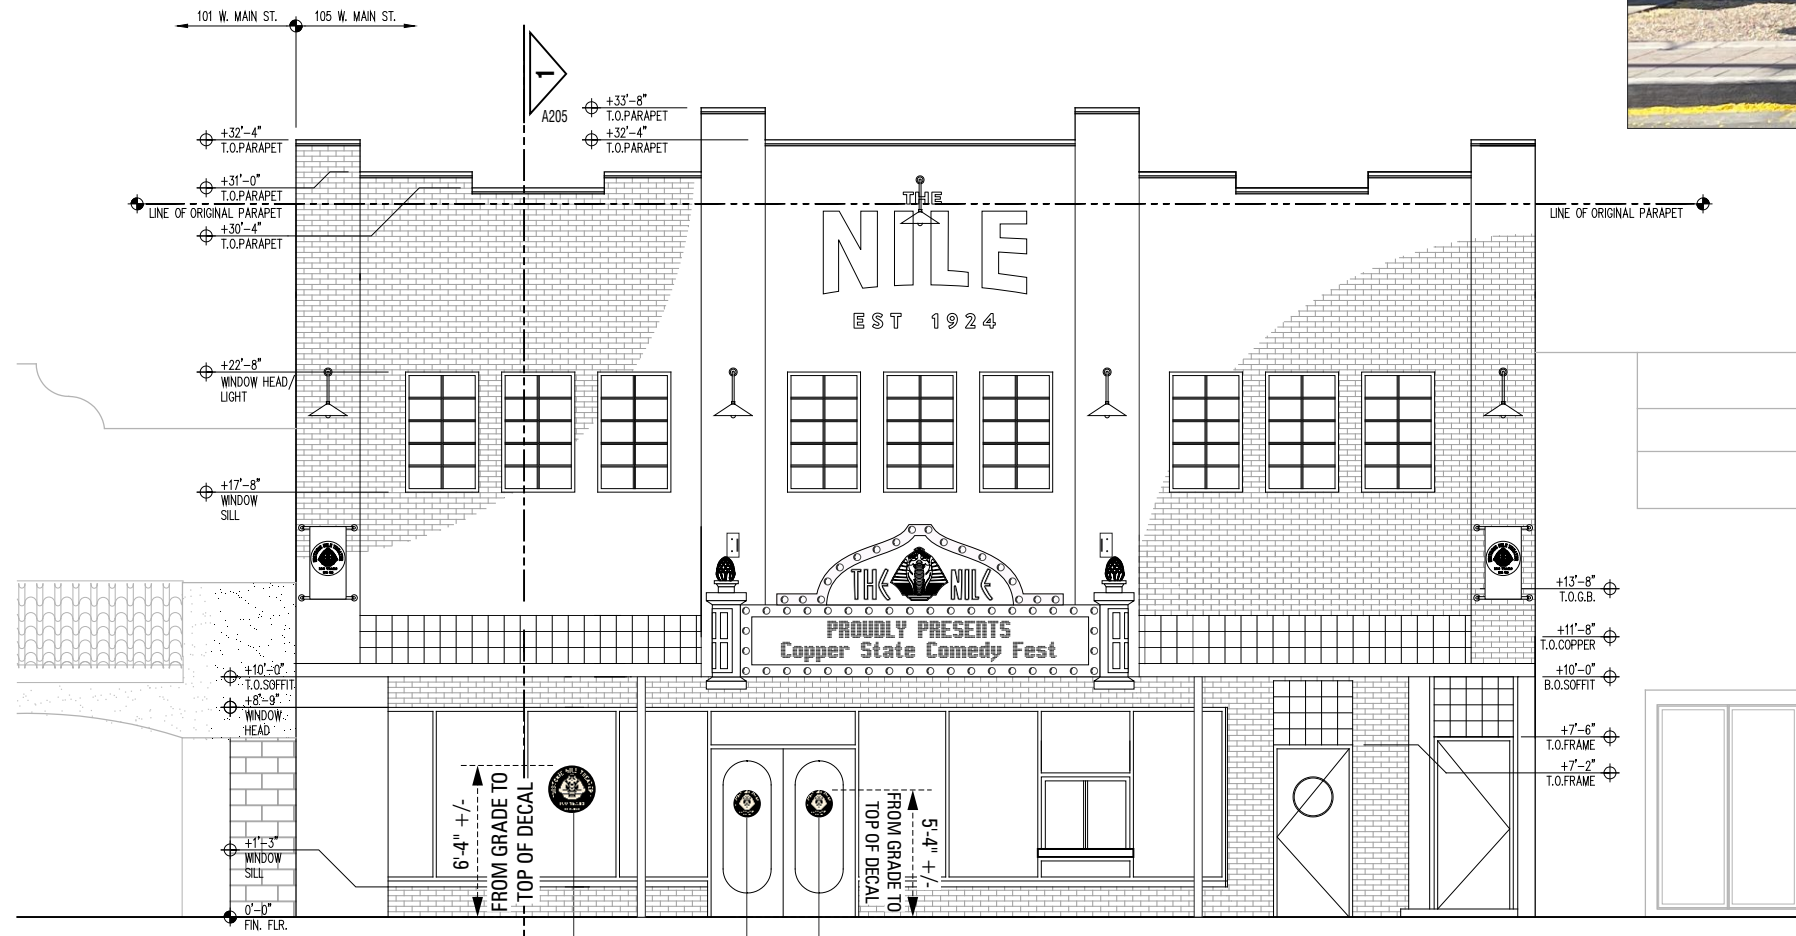 101 W. MAIN ST.
105 W. MAIN ST.
1
A205
+33'-8"
T.O.PARAPET
+32'-4"
T.O.PARAPET
+32'-4"
T.O.PARAPET
+31'-0"
T.O.PARAPET
LINE OF ORIGINAL PARAPET
LINE OF ORIGINAL PARAPET
+30'-4"
T.O.PARAPET
THE
NILE
EST 1924
+22'-8"
WINDOW HEAD/
LIGHT
+17'-8"
WINDOW
SILL
THE NILE
PROUDLY PRESENTS
Copper State Comedy Fest
+13'-8"
T.O.G.B.
+11'-8"
T.O.COPPER
+10'-0"
T.O.SOFFIT
+10'-0"
B.O.SOFFIT
+8'-9"
WINDOW
HEAD
+7'-6"
T.O.FRAME
+7'-2"
T.O.FRAME
6'-4" +/-
FROM GRADE TO
TOP OF DECAL
5'-4" +/-
FROM GRADE TO
TOP OF DECAL
+1'-3"
WINDOW
SILL
0'-0"
FIN. FLR.